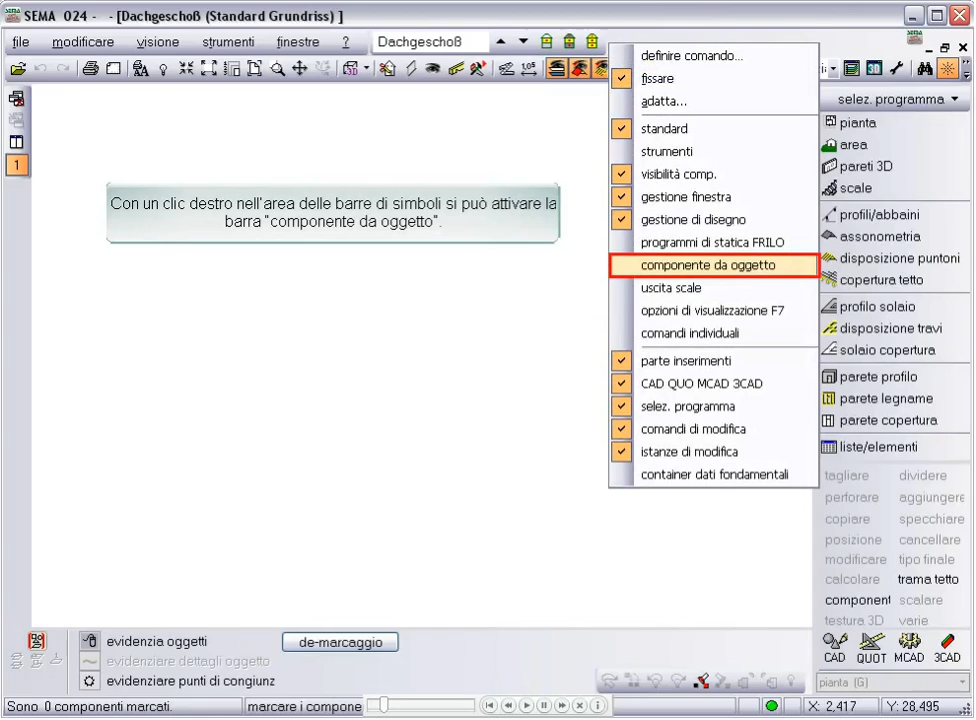 SEMA 024 - - [Dachgeschoß (Standard Grundriss) ]
file modificare visione strumenti finestre ? Dachgeschoß
definire comando...
fissare
adatta...
standard
strumenti
visibilità comp.
gestione finestra
gestione di disegno
programmi di statica FRILO
componente da oggetto
uscita scale
opzioni di visualizzazione F7
comandi individuali
parte inserimenti
CAD QUO MCAD 3CAD
selez. programma
comandi di modifica
istanze di modifica
container dati fondamentali
1
Con un clic destro nell'area delle barre di simboli si può attivare la
barra "componente da oggetto".
selez. programma
pianta
area
pareti 3D
scale
profili/abbaini
assonometria
disposizione puntoni
copertura tetto
profilo solaio
disposizione travi
solaio copertura
parete profilo
parete legname
parete copertura
liste/elementi
tagliare dividere
perforare aggiungere
copiare specchiare
posizione cancellare
modificare tipo finale
calcolare trama tetto
component scalare
testura 3D varie
CAD QUOT MCAD 3CAD
pianta (G)
evidenzia oggetti de-marcaggio
evidenziare dettagli oggetto
evidenziare punti di congiunz
Sono 0 componenti marcati. marcare i compone X: 2,417 Y: 28,495